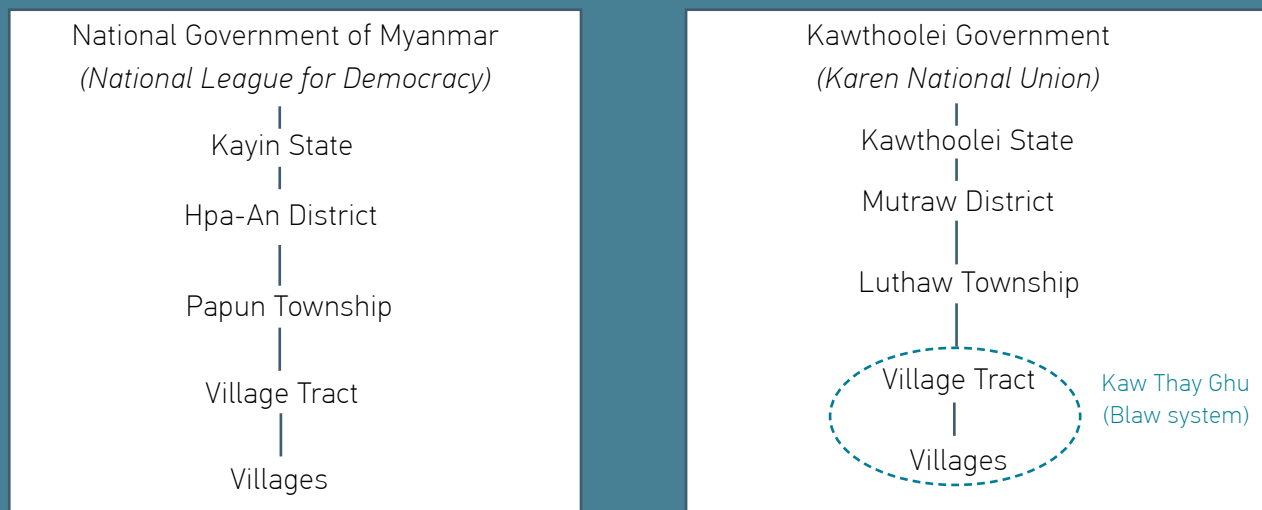 National Government of Myanmar
(National League for Democracy)
Kayin State
Hpa-An District
Papun Township
Village Tract
Villages
Kawthoolei Government
(Karen National Union)
Kawthoolei State
Mutraw District
Luthaw Township
Village Tract
Villages
Kaw Thay Ghu
(Blaw system)